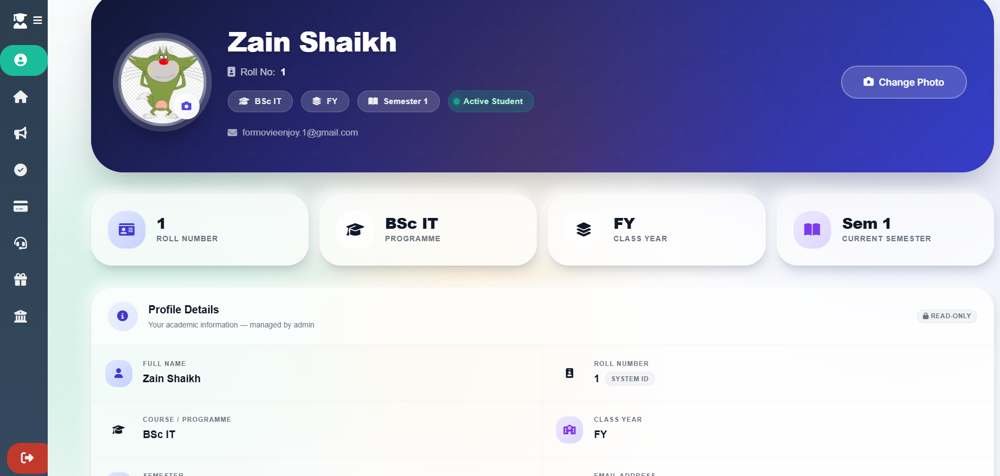 Zain Shaikh
Roll No: 1
BSc IT
FY
Semester 1
Active Student
formovieenjoy.1@gmail.com
Change Photo
1
ROLL NUMBER
BSc IT
PROGRAMME
FY
CLASS YEAR
Sem 1
CURRENT SEMESTER
Profile Details
Your academic information — managed by admin
READ-ONLY
FULL NAME
Zain Shaikh
ROLL NUMBER
1 SYSTEM ID
COURSE / PROGRAMME
BSc IT
CLASS YEAR
FY
SEMESTER
EMAIL ADDRESS